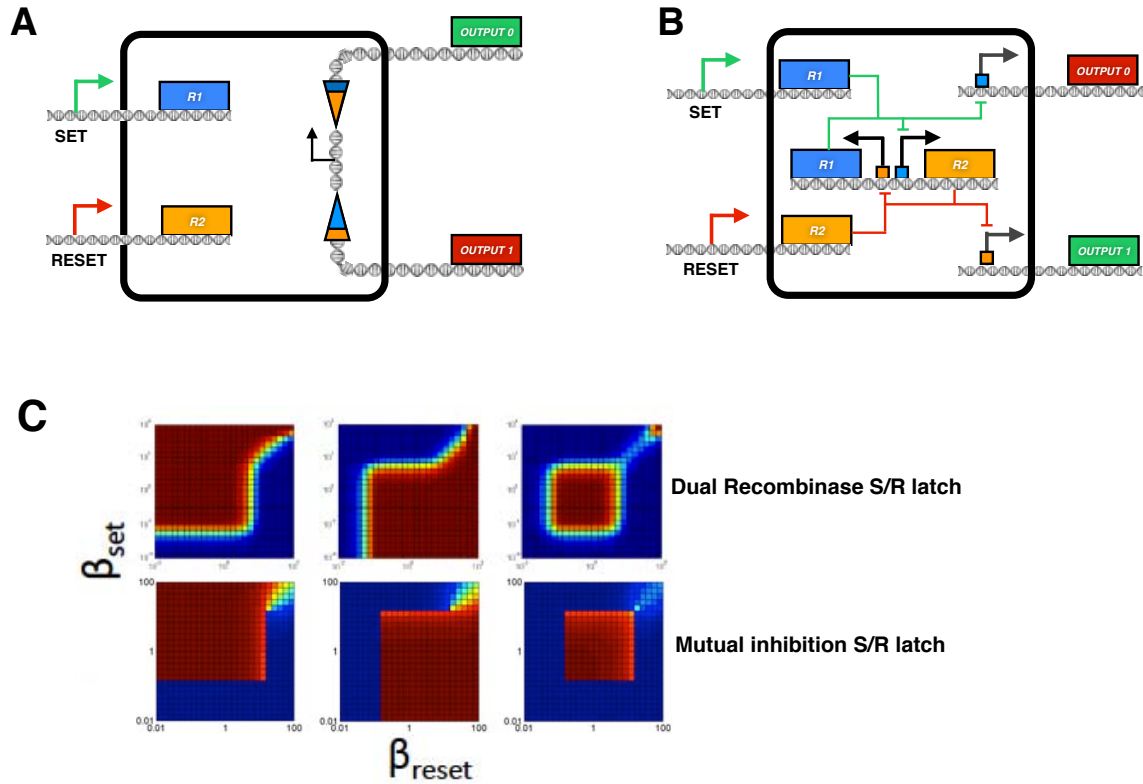 A
OUTPUT 0
R1
SET
R2
RESET
OUTPUT 1
B
R1
OUTPUT 0
SET
R1
R2
R2
RESET
OUTPUT 1
C
Dual Recombinase S/R latch
βset
100
1
0.01
Mutual inhibition S/R latch
0.01 1 100
0.01 1 100
0.01 1 100
βreset